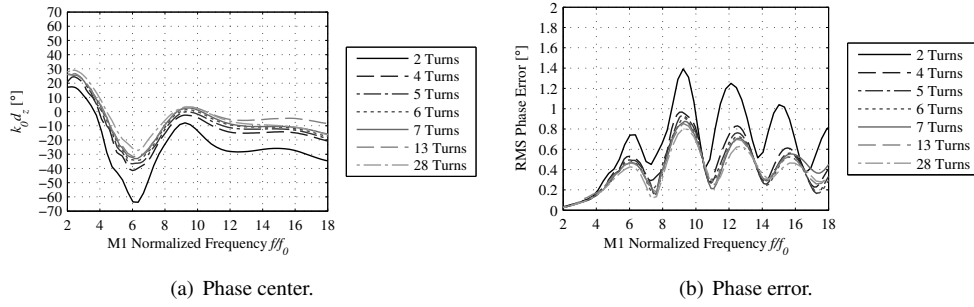 70
60
50
40
30
20
10
0
−10
−20
−30
−40
−50
−60
−70
k₀dz [°]
2 4 6 8 10 12 14 16 18
M1 Normalized Frequency f/f₀
2 Turns
4 Turns
5 Turns
6 Turns
7 Turns
13 Turns
28 Turns
(a) Phase center.
2
1.8
1.6
1.4
1.2
1
0.8
0.6
0.4
0.2
0
RMS Phase Error [°]
2 4 6 8 10 12 14 16 18
M1 Normalized Frequency f/f₀
2 Turns
4 Turns
5 Turns
6 Turns
7 Turns
13 Turns
28 Turns
(b) Phase error.